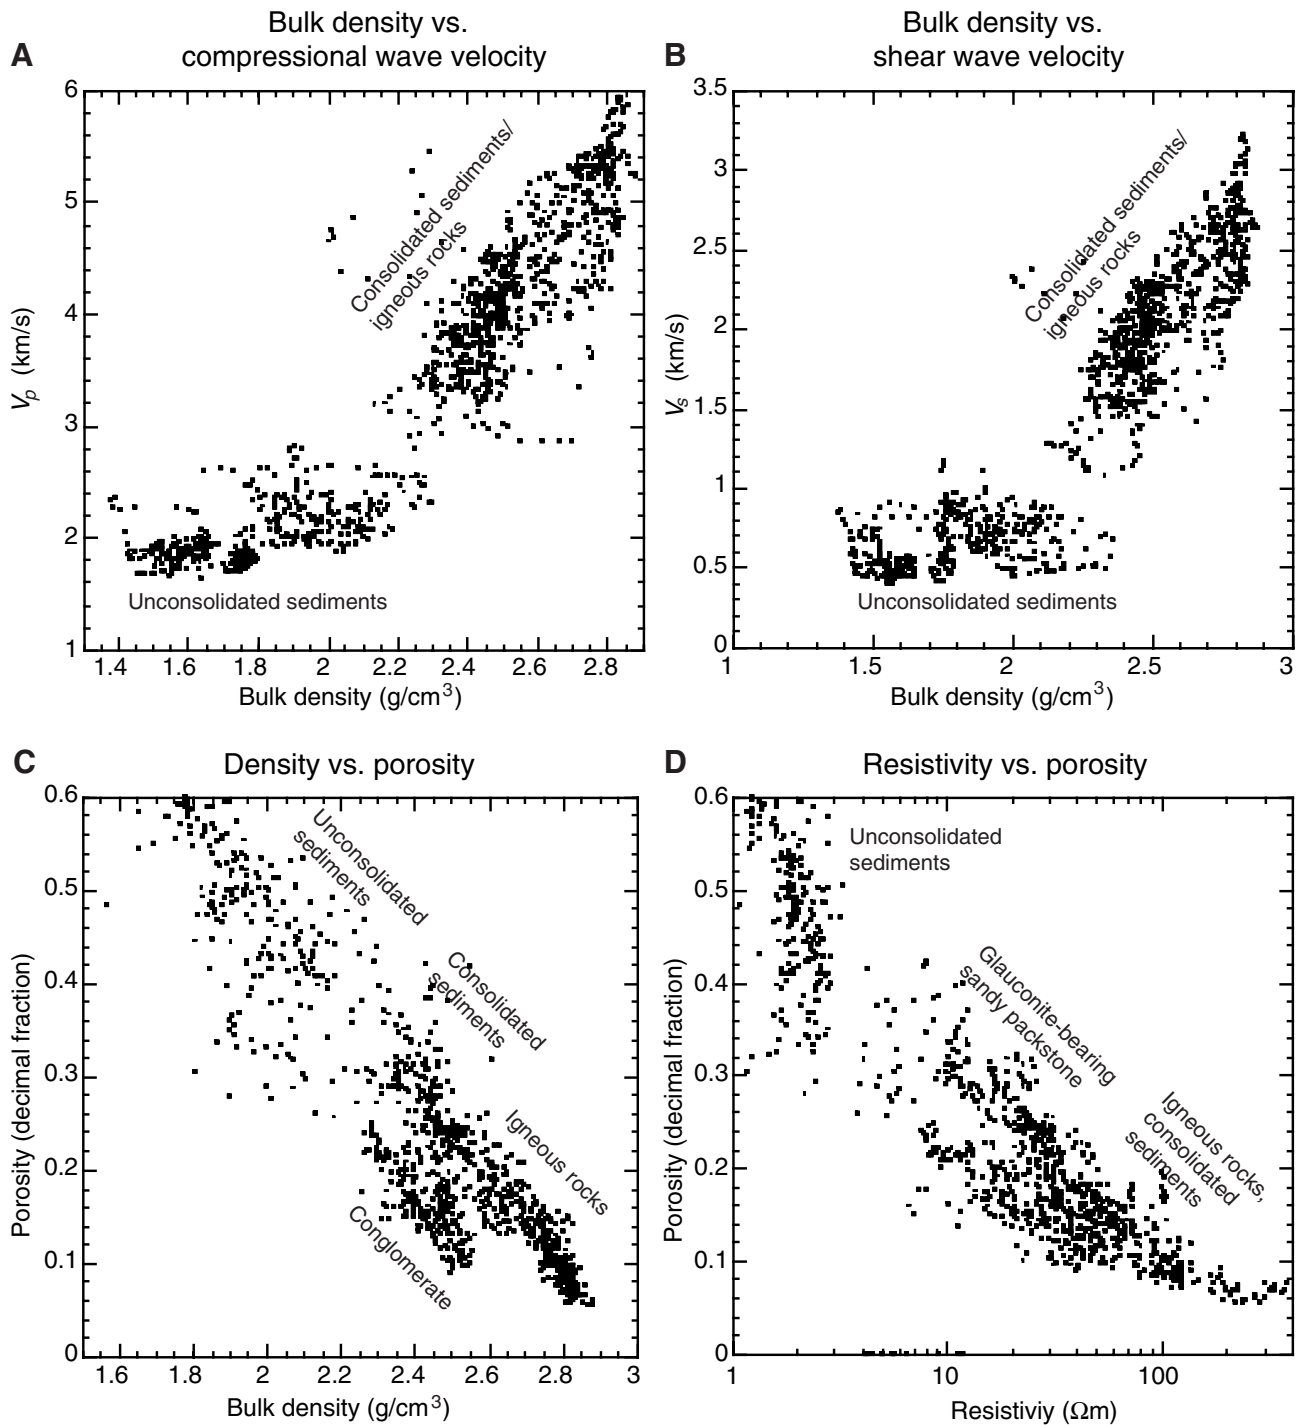 Bulk density vs.
compressional wave velocity
A
6
5
4
3
2
1
V_p (km/s)
Consolidated sediments/
igneous rocks
Unconsolidated sediments
1.4 1.6 1.8 2 2.2 2.4 2.6 2.8
Bulk density (g/cm³)
Bulk density vs.
shear wave velocity
B
3.5
3
2.5
2
1.5
1
0.5
0
V_s (km/s)
Consolidated sediments/
igneous rocks
Unconsolidated sediments
1 1.5 2 2.5 3
Bulk density (g/cm³)
C
Density vs. porosity
0.6
0.5
0.4
0.3
0.2
0.1
0
Porosity (decimal fraction)
Unconsolidated
sediments
Consolidated
sediments
Igneous rocks
Conglomerate
1.6 1.8 2 2.2 2.4 2.6 2.8 3
Bulk density (g/cm³)
D
Resistivity vs. porosity
0.6
0.5
0.4
0.3
0.2
0.1
0
Porosity (decimal fraction)
Unconsolidated
sediments
Glauconite-bearing
sandy packstone
Igneous rocks,
consolidated
sediments
1 10 100
Resistiviy (Ωm)